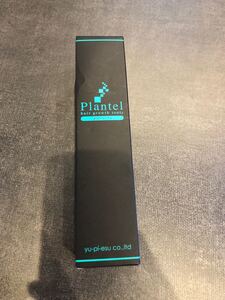 Plantel
hair growth tonic
yu-pi-esu co.,ltd